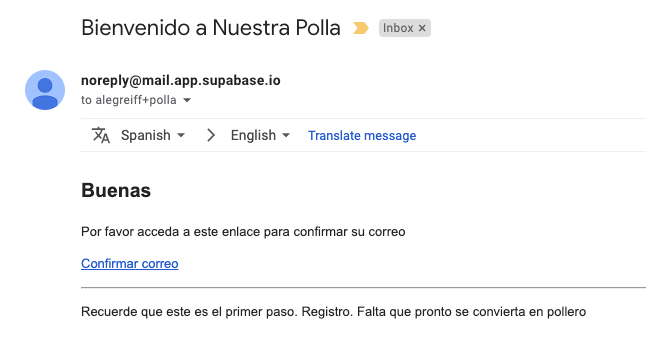 Bienvenido a Nuestra Polla Inbox ×
noreply@mail.app.supabase.io
to alegreiff+polla
Spanish English Translate message
Buenas
Por favor acceda a este enlace para confirmar su correo
Confirmar correo
Recuerde que este es el primer paso. Registro. Falta que pronto se convierta en pollero